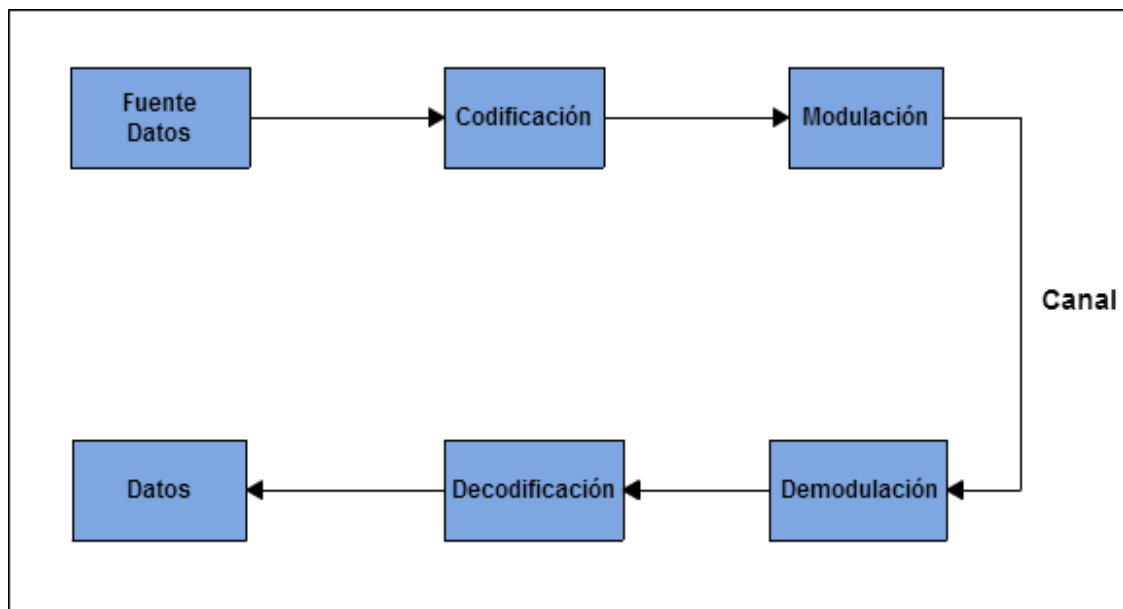 Fuente
Datos
Codificación
Modulación
Canal
Datos
Decodificación
Demodulación